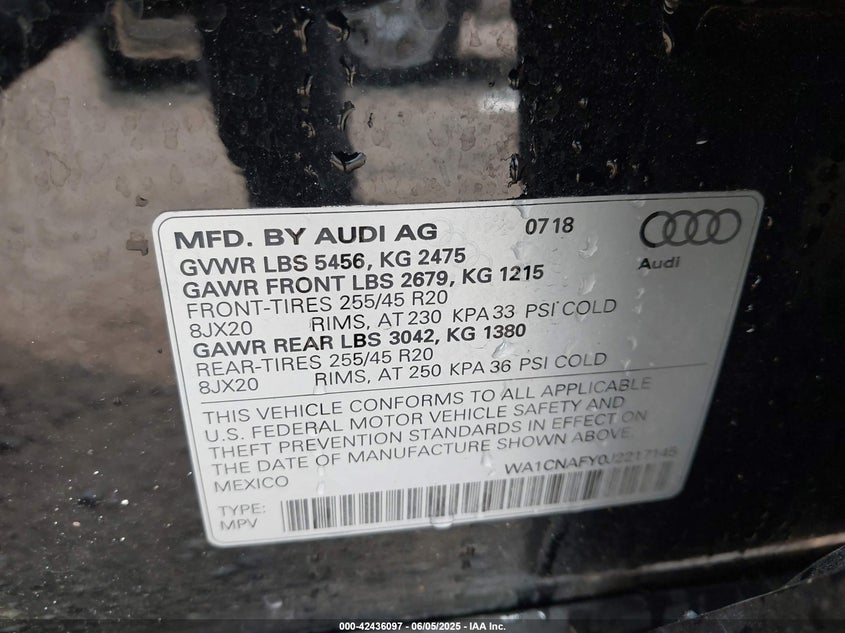 MFD. BY AUDI AG 0718
GVWR LBS 5456, KG 2475
Audi
GAWR FRONT LBS 2679, KG 1215
FRONT-TIRES 255/45 R20
8JX20 RIMS, AT 230 KPA 33 PSI COLD
GAWR REAR LBS 3042, KG 1380
REAR-TIRES 255/45 R20
8JX20 RIMS, AT 250 KPA 36 PSI COLD
THIS VEHICLE CONFORMS TO ALL APPLICABLE
U.S. FEDERAL MOTOR VEHICLE SAFETY AND
THEFT PREVENTION STANDARDS IN EFFECT ON
THE DATE OF MANUFACTURE SHOWN ABOVE.
MEXICO WA1CNAFY0J2217145
TYPE:
MPV
000-42436097 - 06/05/2025 - IAA Inc.